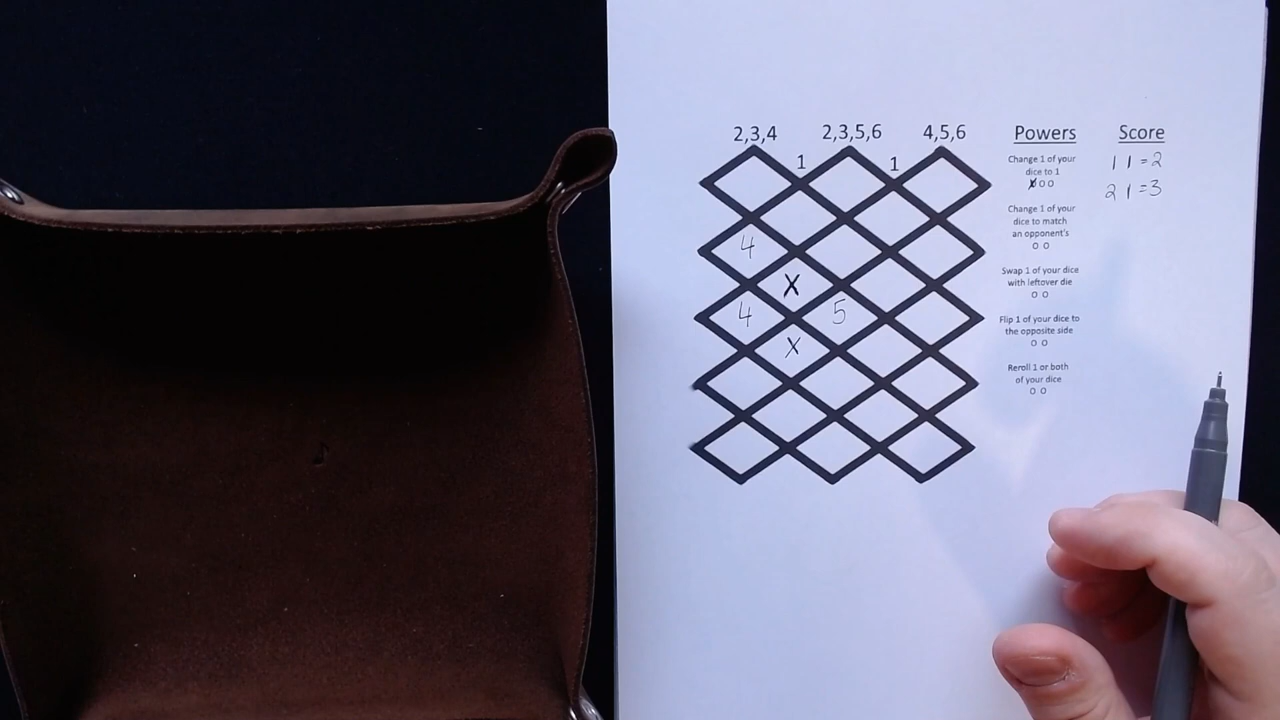 2,3,4 2,3,5,6 4,5,6 Powers Score
1 1
Change 1 of your
dice to 1
X O O
1 1 = 2
2 1 = 3
Change 1 of your
dice to match
an opponent's
O O
4
X
Swap 1 of your dice
with leftover die
O O
4 5
X
Flip 1 of your dice to
the opposite side
O O
Reroll 1 or both
of your dice
O O